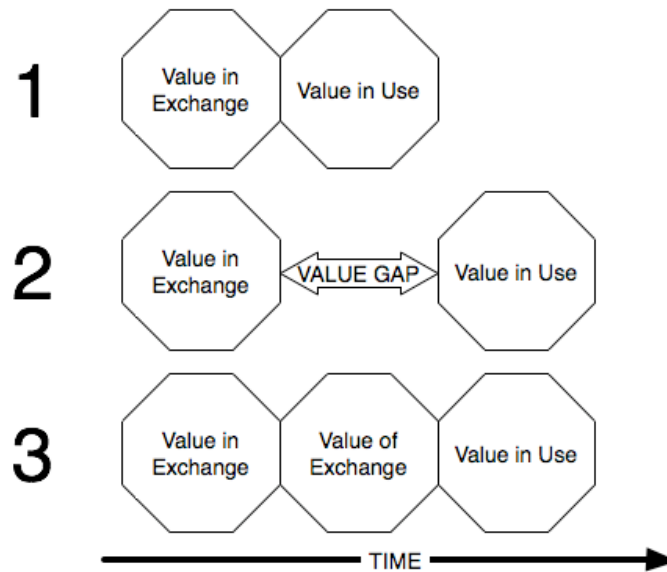 1
Value in
Exchange
Value in Use
2
Value in
Exchange
VALUE GAP
Value in Use
3
Value in
Exchange
Value of
Exchange
Value in Use
TIME